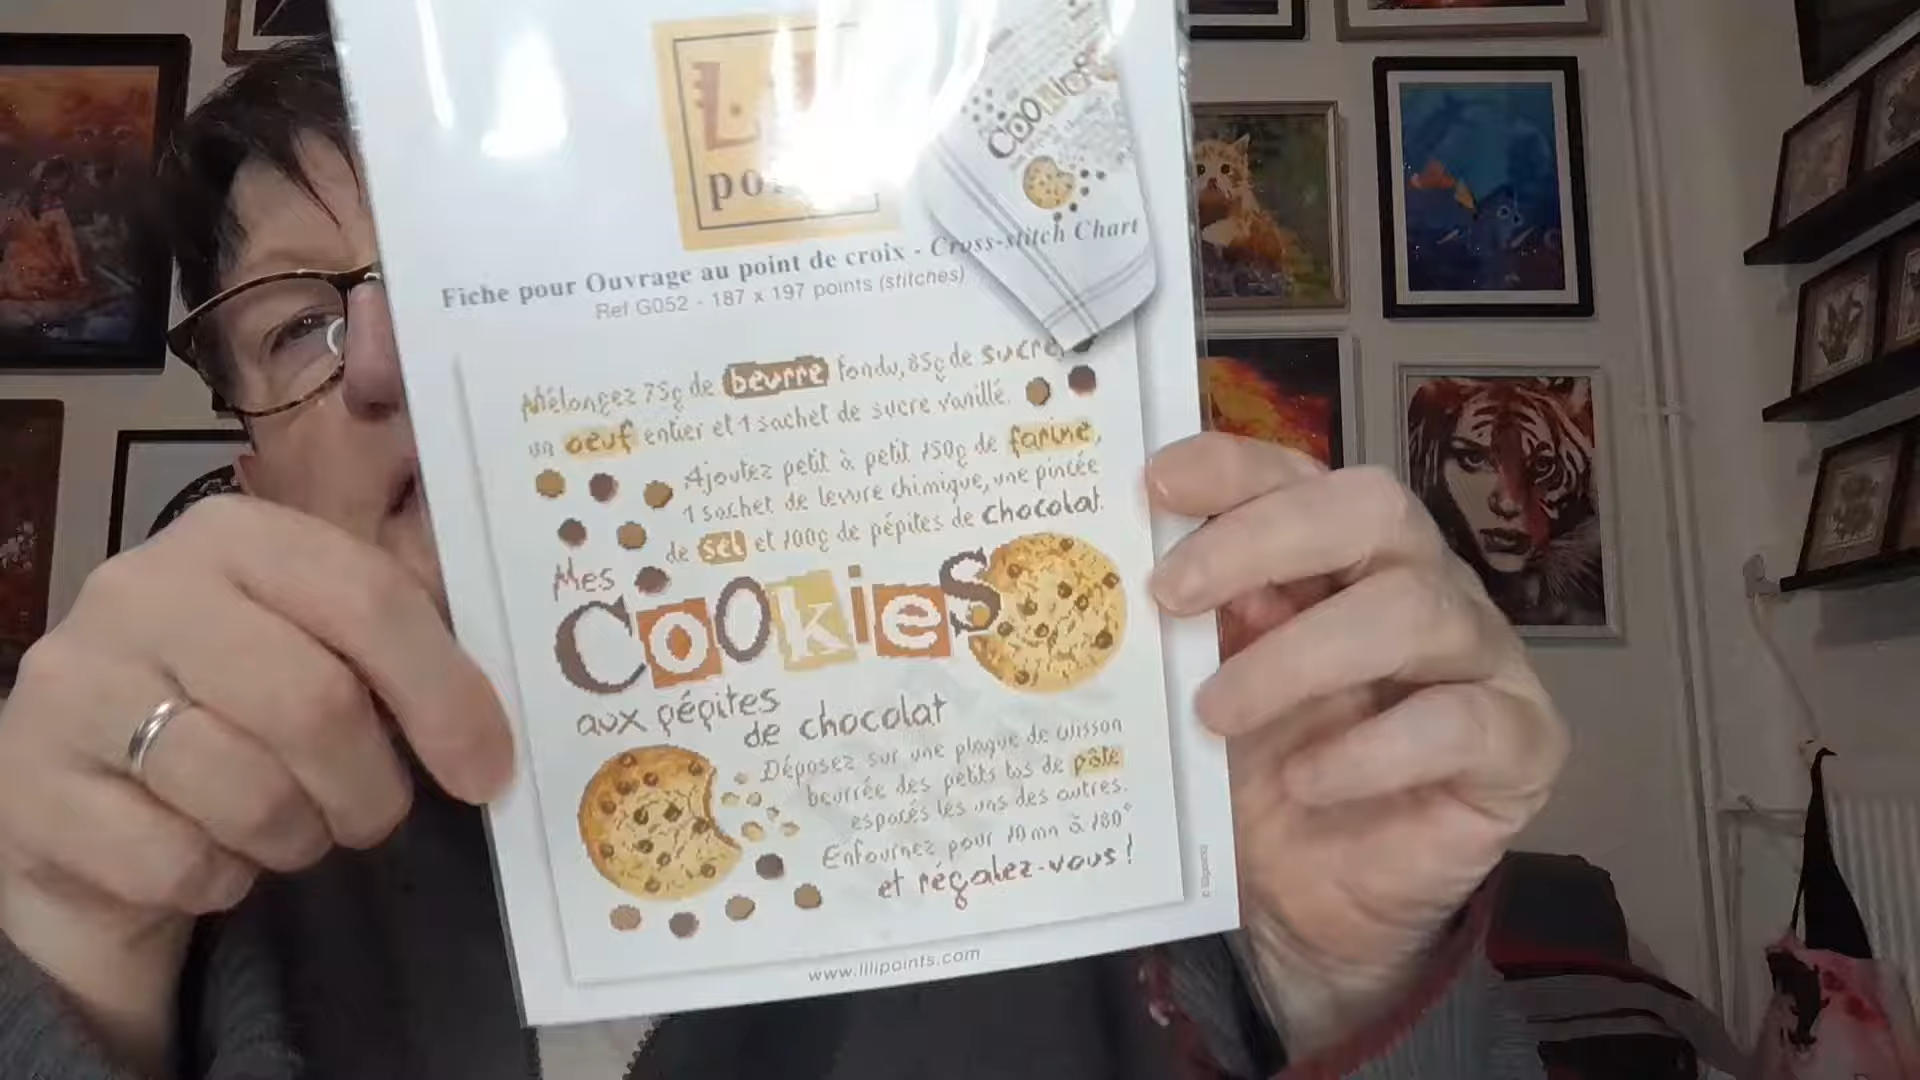 Fiche pour Ouvrage au point de croix - Cross-stitch Chart
Ref G052 - 187 x 197 points (stitches)
Cookies
Mélangez 75g de beurre fondu, 85g de sucre,
un oeuf entier et 1 sachet de sucre vanillé.
Ajoutez petit à petit 150g de farine,
1 sachet de levure chimique, une pincée
de sel et 100g de pépites de chocolat.
Mes
CoOkieS
aux pépites
de chocolat
Déposez sur une plaque de cuisson
beurrée des petits tas de pâte
espacés les uns des autres.
Enfournez pour 10 mn à 180°
et régalez-vous !
www.lilipoints.com